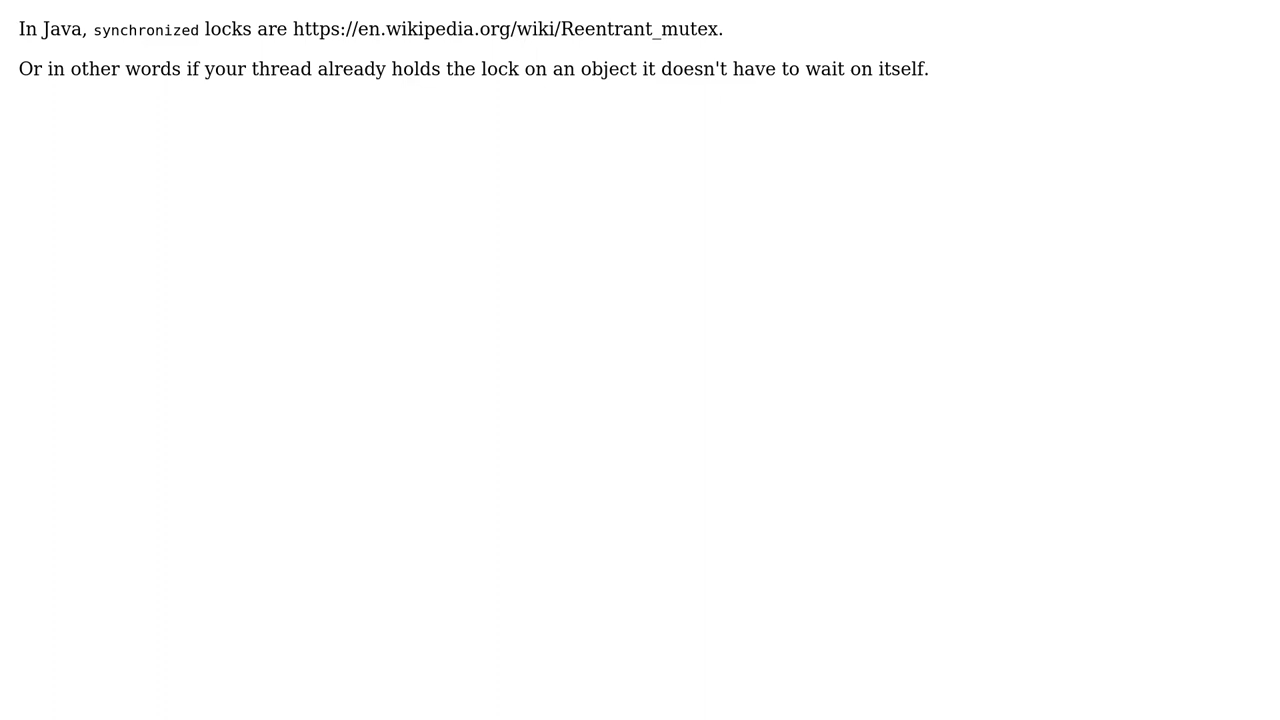 In Java, synchronized locks are https://en.wikipedia.org/wiki/Reentrant_mutex.
Or in other words if your thread already holds the lock on an object it doesn't have to wait on itself.